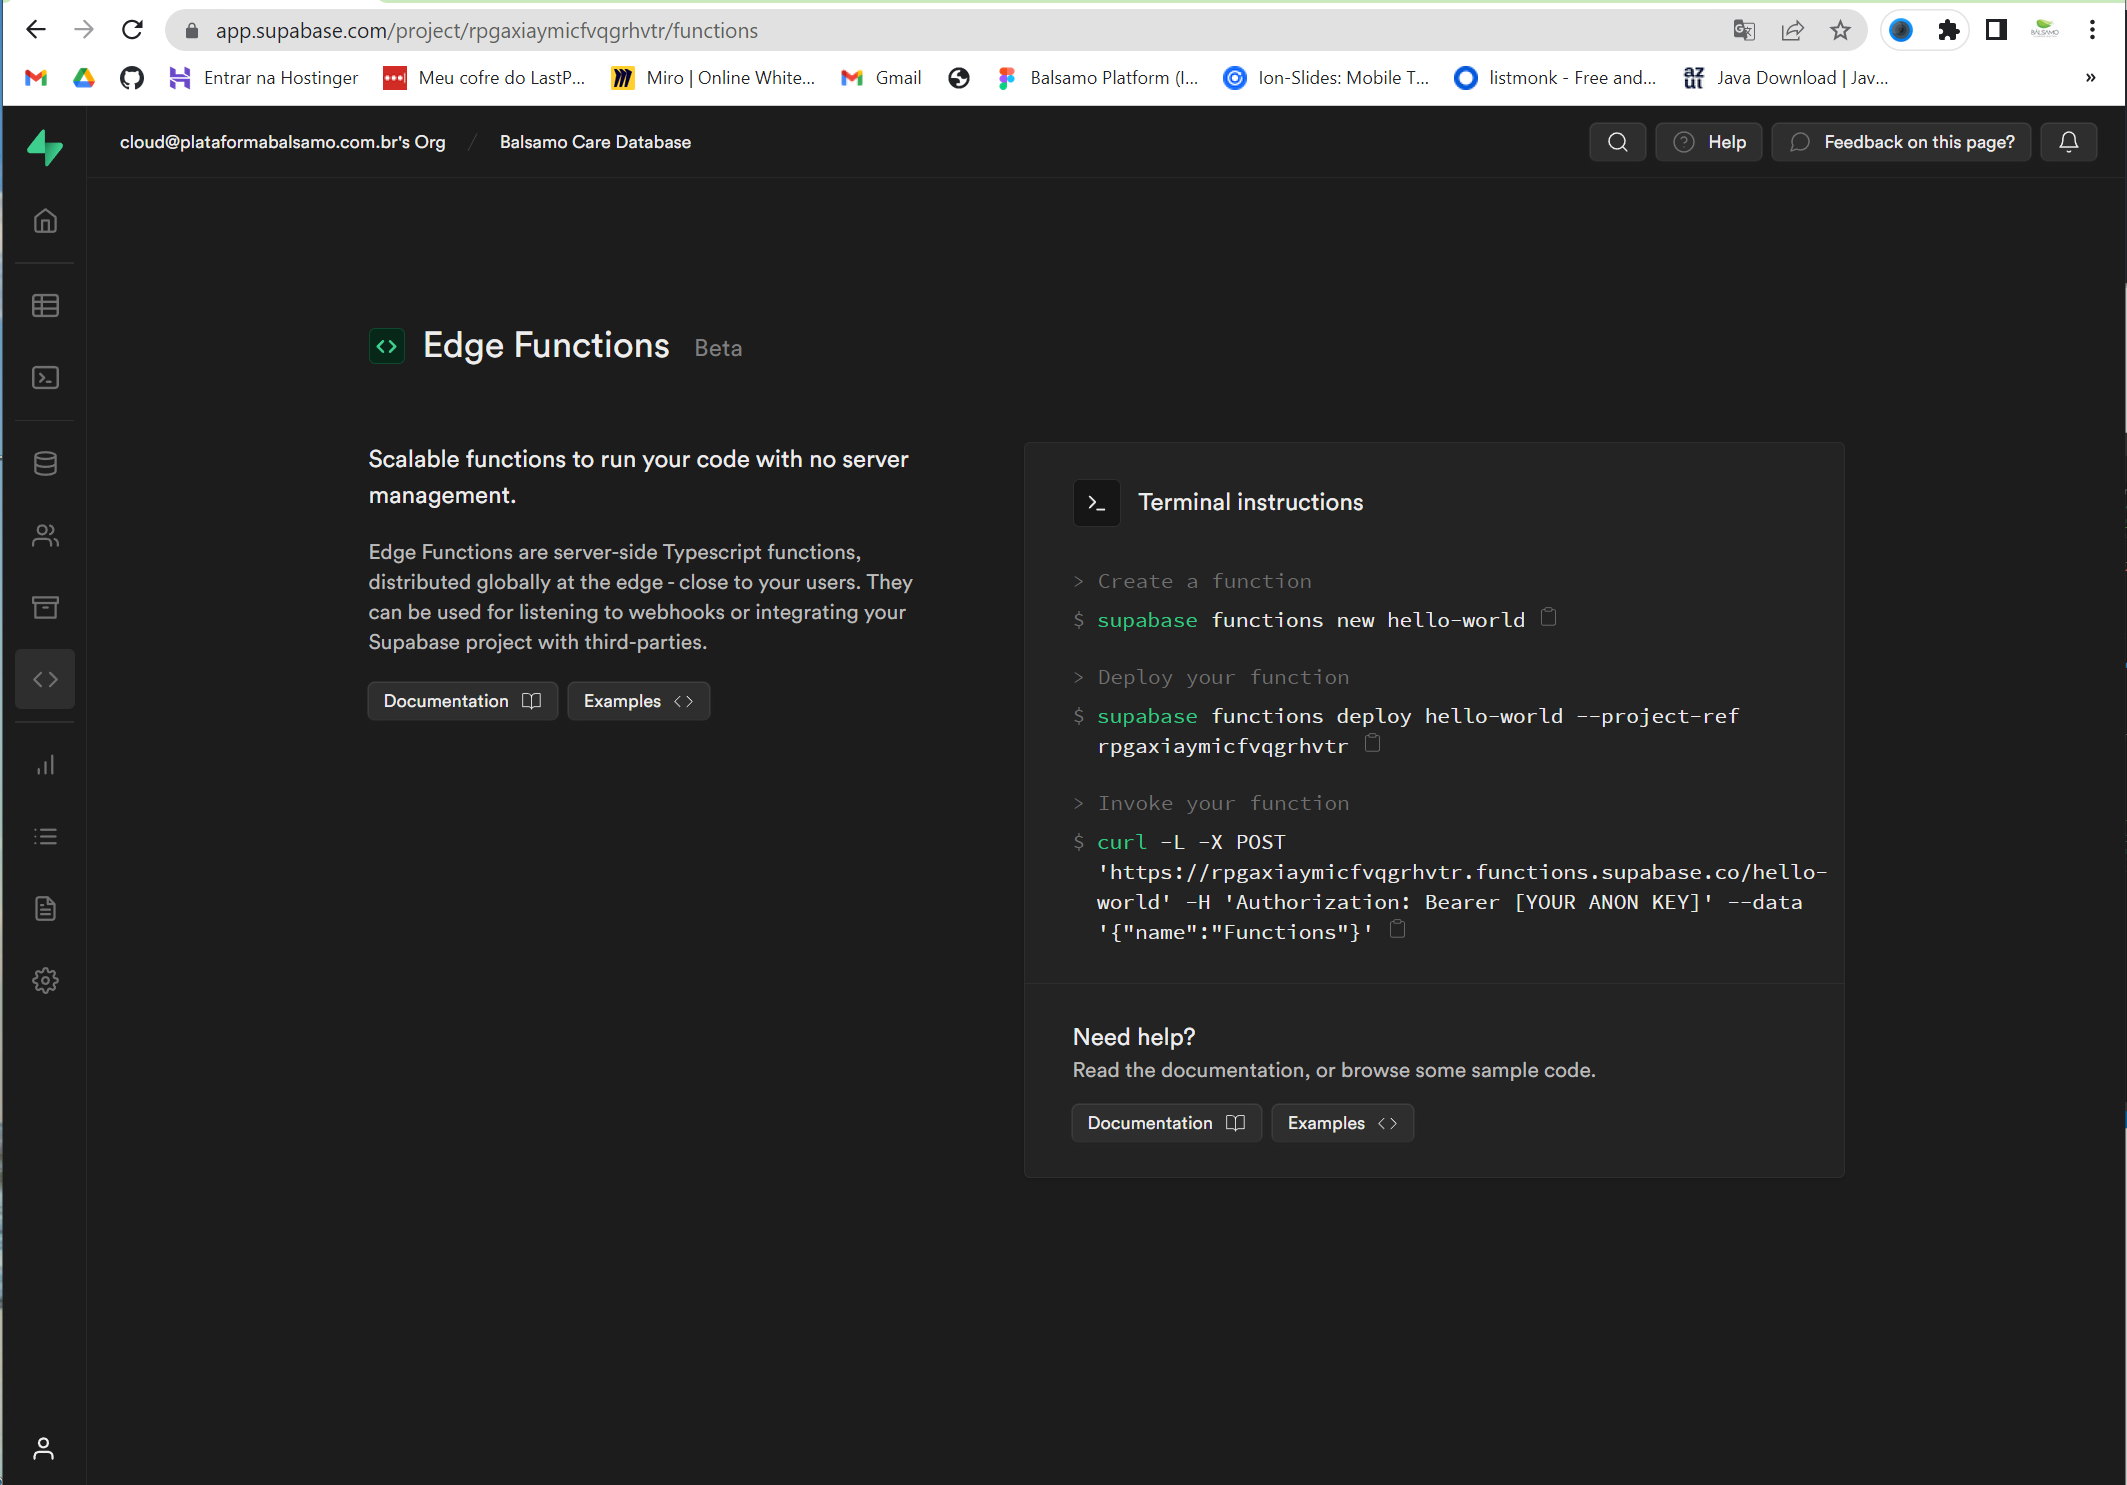 app.supabase.com/project/rpgaxiaymicfvqgrhvtr/functions
Entrar na Hostinger
Meu cofre do LastP...
Miro | Online White...
Gmail
Balsamo Platform (I...
Ion-Slides: Mobile T...
listmonk - Free and...
Java Download | Jav...
»
cloud@plataformabalsamo.com.br's Org / Balsamo Care Database
Help
Feedback on this page?
Edge Functions Beta
Scalable functions to run your code with no server
management.
Edge Functions are server-side Typescript functions,
distributed globally at the edge - close to your users. They
can be used for listening to webhooks or integrating your
Supabase project with third-parties.
Documentation
Examples
Terminal instructions
> Create a function
$ supabase functions new hello-world
> Deploy your function
$ supabase functions deploy hello-world --project-ref
rpgaxiaymicfvqgrhvtr
> Invoke your function
$ curl -L -X POST
'https://rpgaxiaymicfvqgrhvtr.functions.supabase.co/hello-
world' -H 'Authorization: Bearer [YOUR ANON KEY]' --data
'{"name":"Functions"}'
Need help?
Read the documentation, or browse some sample code.
Documentation
Examples